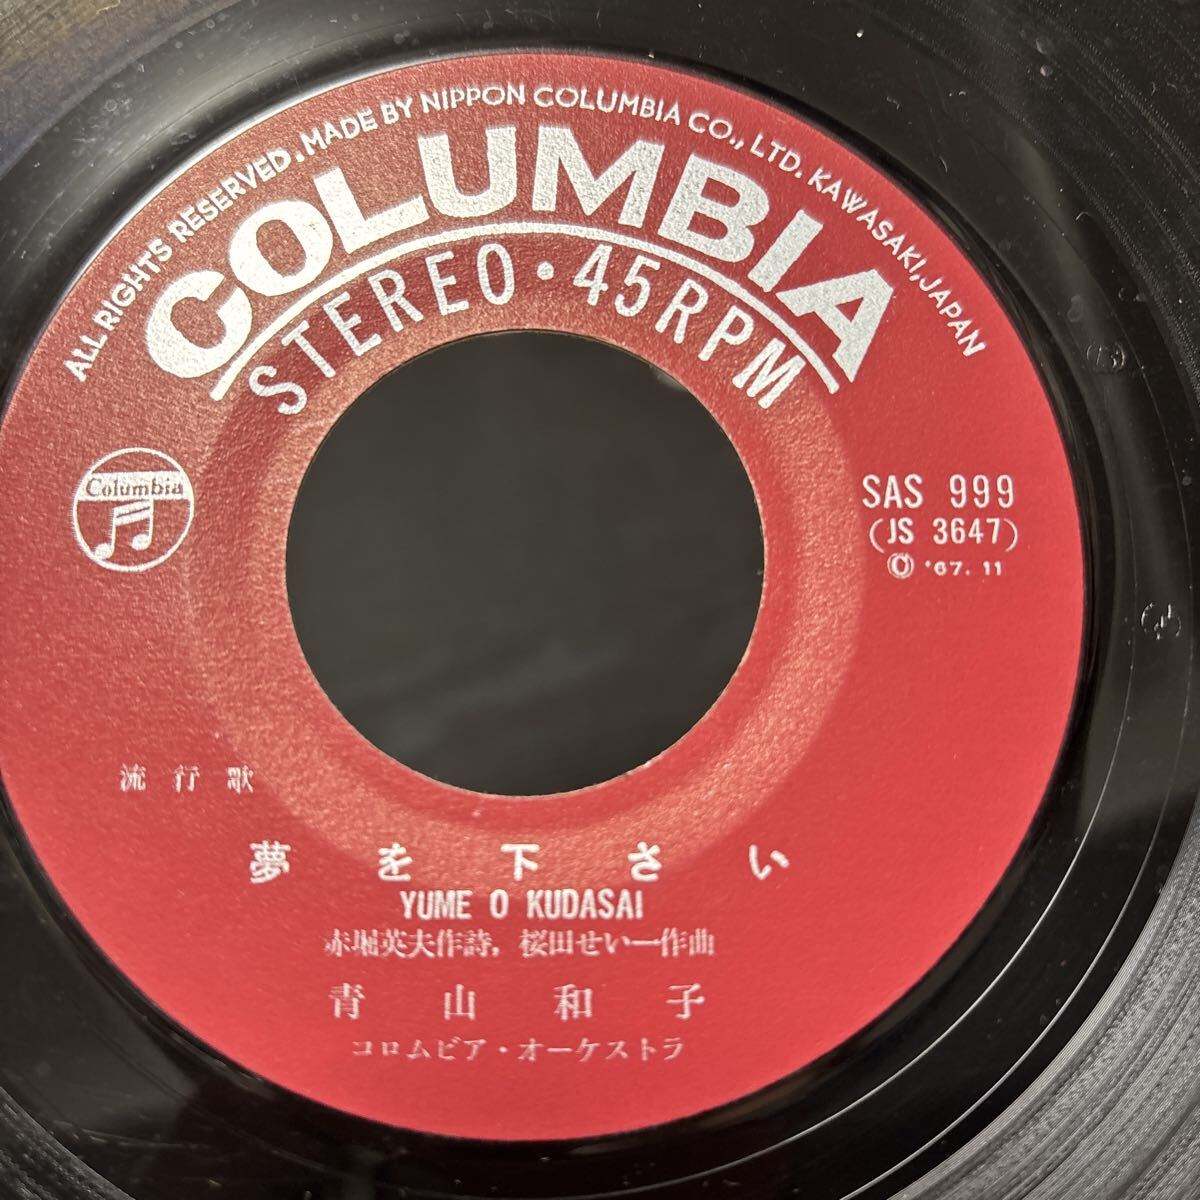 ALL RIGHTS RESERVED. MADE BY NIPPON COLUMBIA CO., LTD. KAWASAKI, JAPAN
COLUMBIA
STEREO・45RPM
Columbia
SAS 999
(JS 3647)
Ⓞ '67. 11
流行歌
夢を下さい
YUME O KUDASAI
赤堀英夫作詩, 桜田せい一作曲
青山和子
コロムビア・オーケストラ